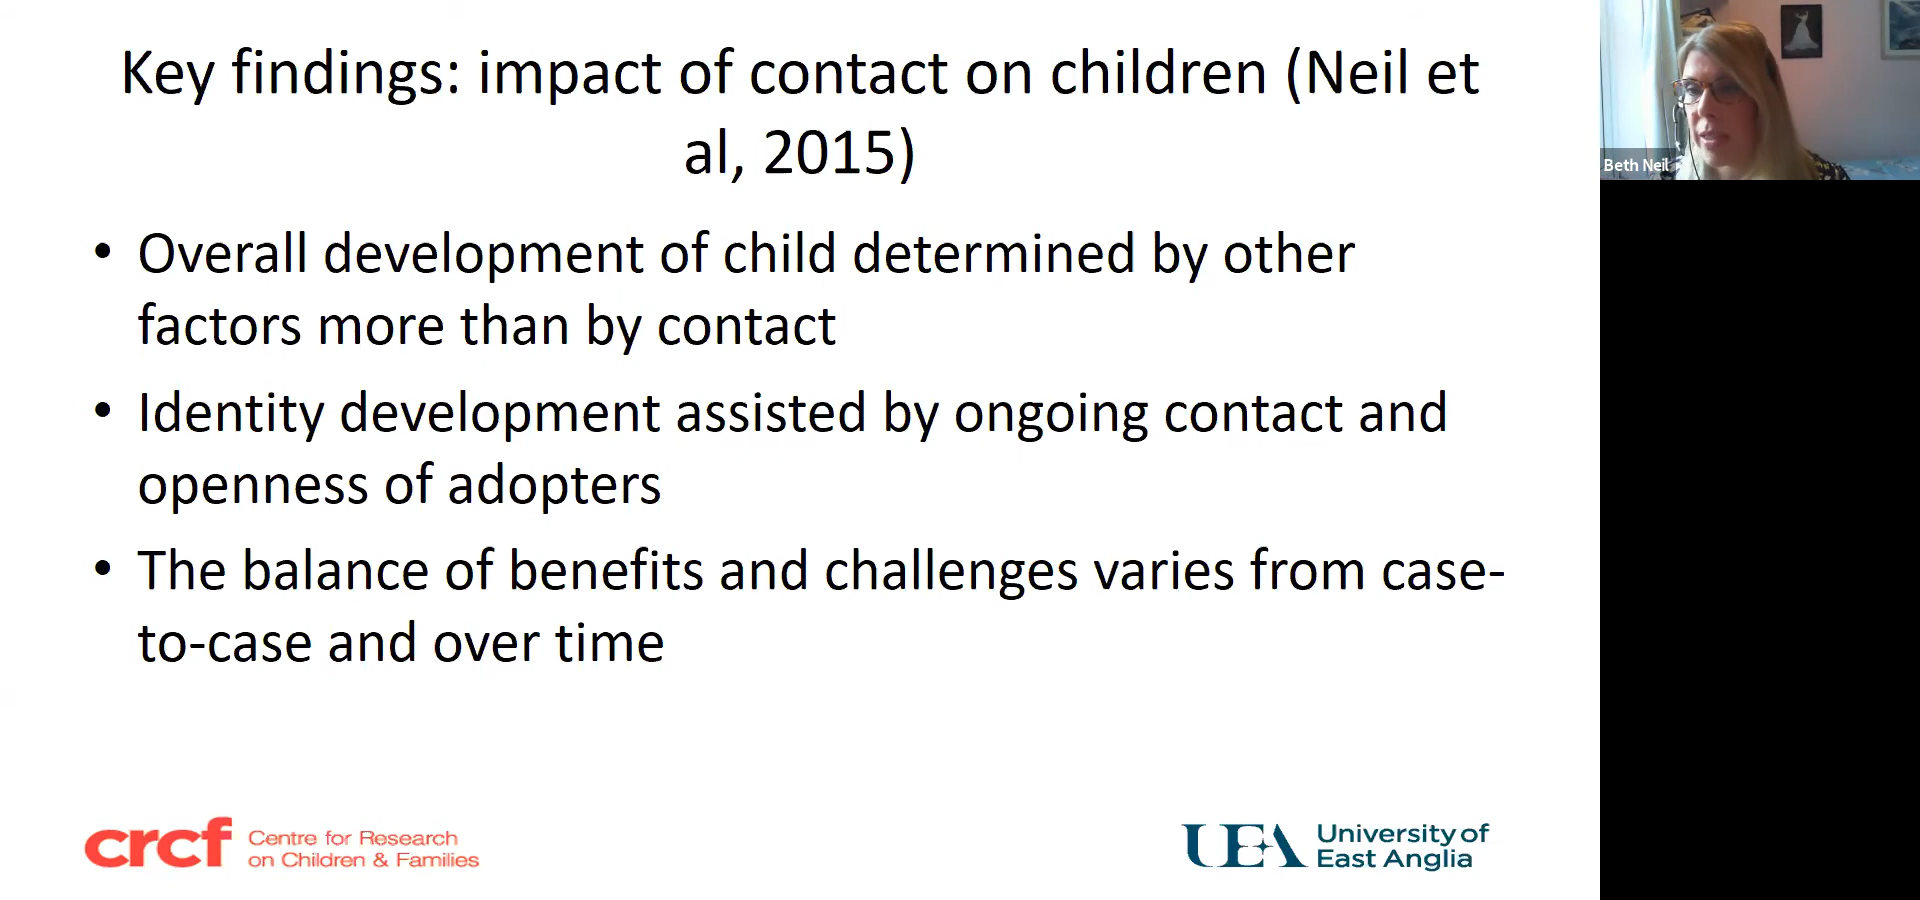 Key findings: impact of contact on children (Neil et
al, 2015)
• Overall development of child determined by other
factors more than by contact
• Identity development assisted by ongoing contact and
openness of adopters
• The balance of benefits and challenges varies from case-
to-case and over time
crcf
Centre for Research
on Children & Families
UEA
University of
East Anglia
Beth Neil